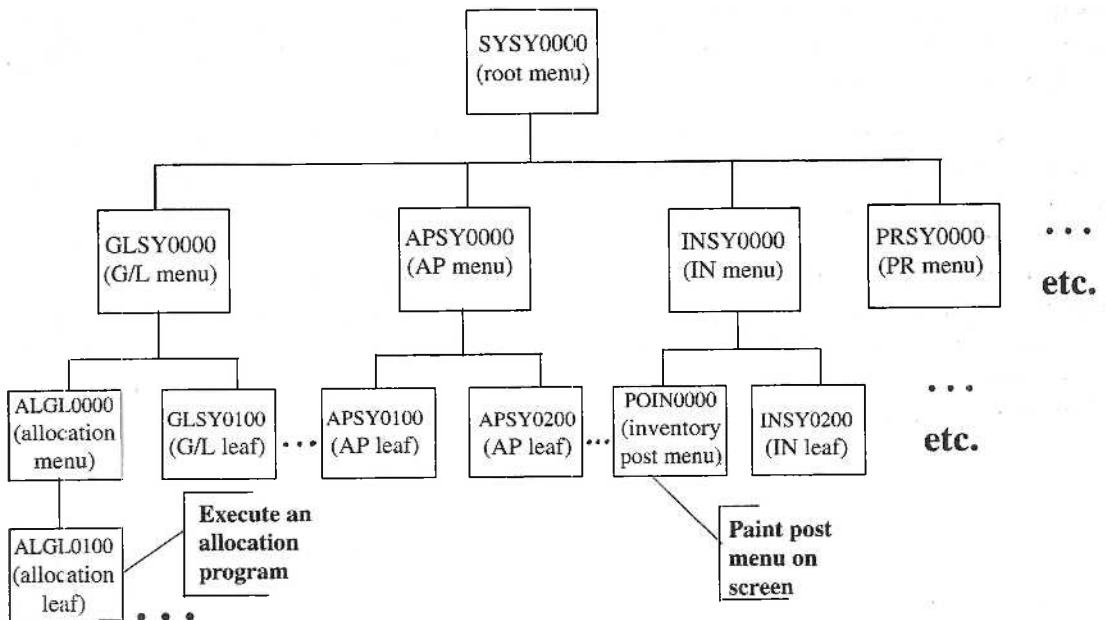 SYSY0000
(root menu)
GLSY0000
(G/L menu)
APSY0000
(AP menu)
INSY0000
(IN menu)
PRSY0000
(PR menu)
...
etc.
ALGL0000
(allocation
menu)
GLSY0100
(G/L leaf)
...
APSY0100
(AP leaf)
APSY0200
(AP leaf)
...
POIN0000
(inventory
post menu)
INSY0200
(IN leaf)
...
etc.
ALGL0100
(allocation
leaf)
...
Execute an
allocation
program
Paint post
menu on
screen